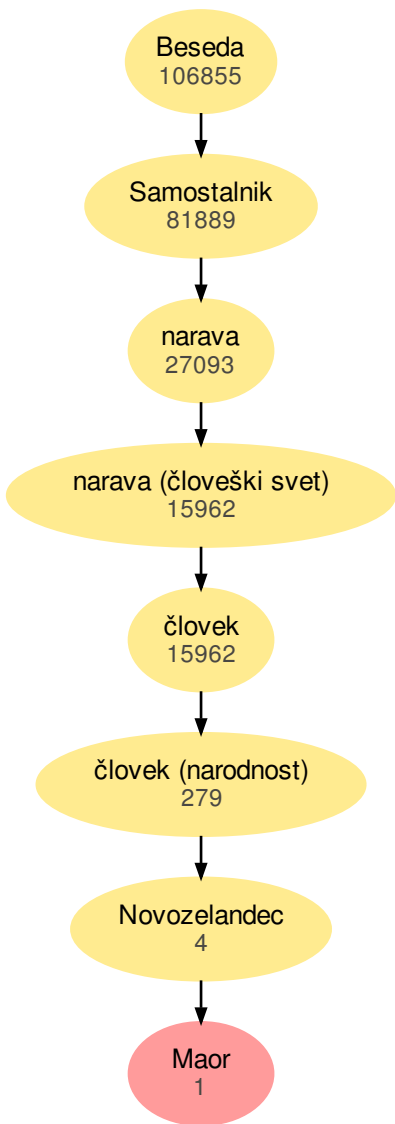 Beseda
106855
Samostalnik
81889
narava
27093
narava (človeški svet)
15962
človek
15962
človek (narodnost)
279
Novozelandec
4
Maor
1